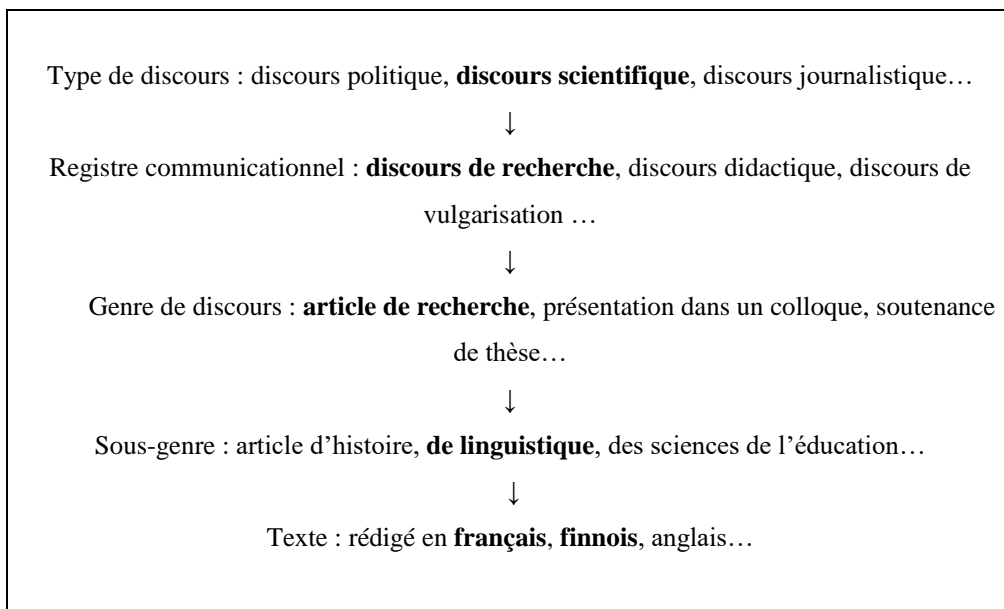 Type de discours : discours politique, discours scientifique, discours journalistique…
↓
Registre communicationnel : discours de recherche, discours didactique, discours de
vulgarisation …
↓
Genre de discours : article de recherche, présentation dans un colloque, soutenance
de thèse…
↓
Sous-genre : article d’histoire, de linguistique, des sciences de l’éducation…
↓
Texte : rédigé en français, finnois, anglais…